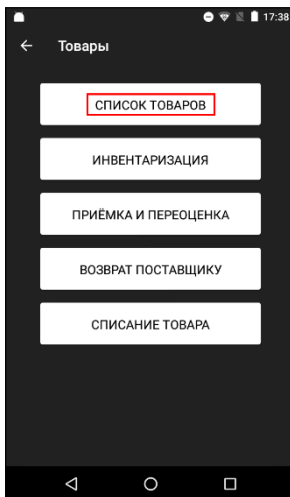 17:38
Товары
СПИСОК ТОВАРОВ
ИНВЕНТАРИЗАЦИЯ
ПРИЁМКА И ПЕРЕОЦЕНКА
ВОЗВРАТ ПОСТАВЩИКУ
СПИСАНИЕ ТОВАРА